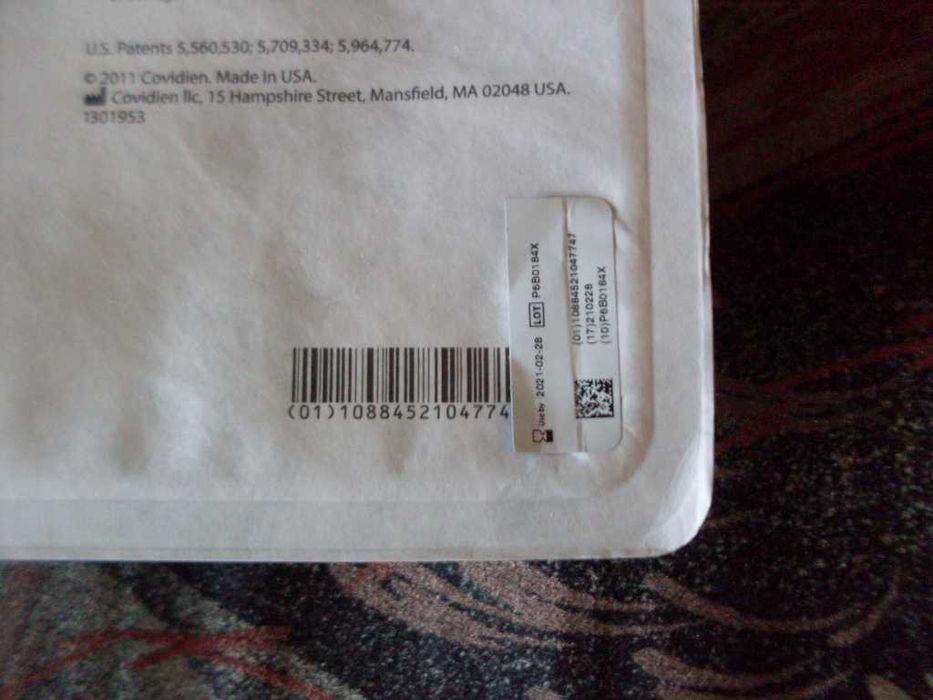 U.S. Patents 5,560,530; 5,709,334; 5,964,774.
© 2011 Covidien. Made in USA.
Covidien llc, 15 Hampshire Street, Mansfield, MA 02048 USA.
1301953
(01)1088452104774
Use by 2021-02-28 LOT P6B0184X
(01)10884521047747
(17)210228
(10)P6B0184X